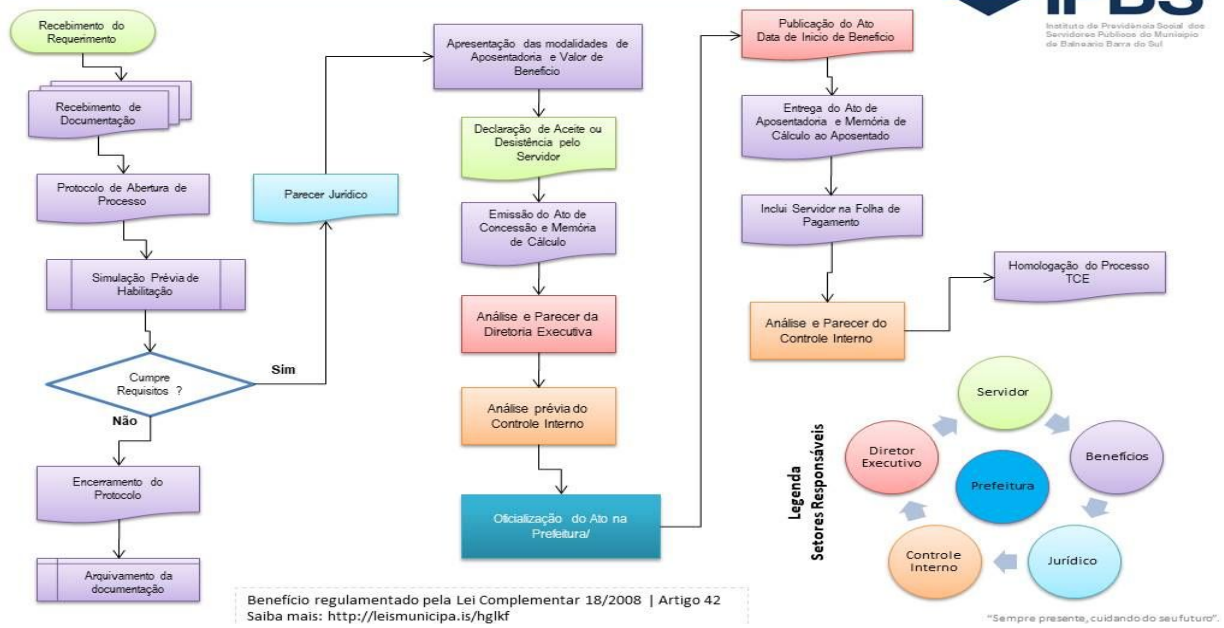 Recebimento do
Requerimento
Recebimento de
Documentação
Protocolo de Abertura de
Processo
Simulação Prévia de
Habilitação
Cumpre
Requisitos ?
Sim
Não
Encerramento do
Protocolo
Arquivamento da
documentação
Parecer Jurídico
Apresentação das modalidades de
Aposentadoria e Valor de
Beneficio
Declaração de Aceite ou
Desistência pelo
Servidor
Emissão do Ato de
Concessão e Memória
de Cálculo
Análise e Parecer da
Diretoria Executiva
Análise prévia do
Controle Interno
Oficialização do Ato na
Prefeitura/
Publicação do Ato
Data de Inicio de Beneficio
Entrega do Ato de
Aposentadoria e Memória de
Cálculo ao Aposentado
Inclui Servidor na Folha de
Pagamento
Análise e Parecer do
Controle Interno
Homologação do Processo
TCE
Instituto de Previdência Social dos
Servidores Públicos do Município
de Balneário Barra do Sul
Legenda
Setores Responsáveis
Servidor
Benefícios
Jurídico
Controle
Interno
Diretor
Executivo
Prefeitura
Benefício regulamentado pela Lei Complementar 18/2008 | Artigo 42
Saiba mais: http://leismunicipa.is/hglkf
"Sempre presente, cuidando do seu futuro".